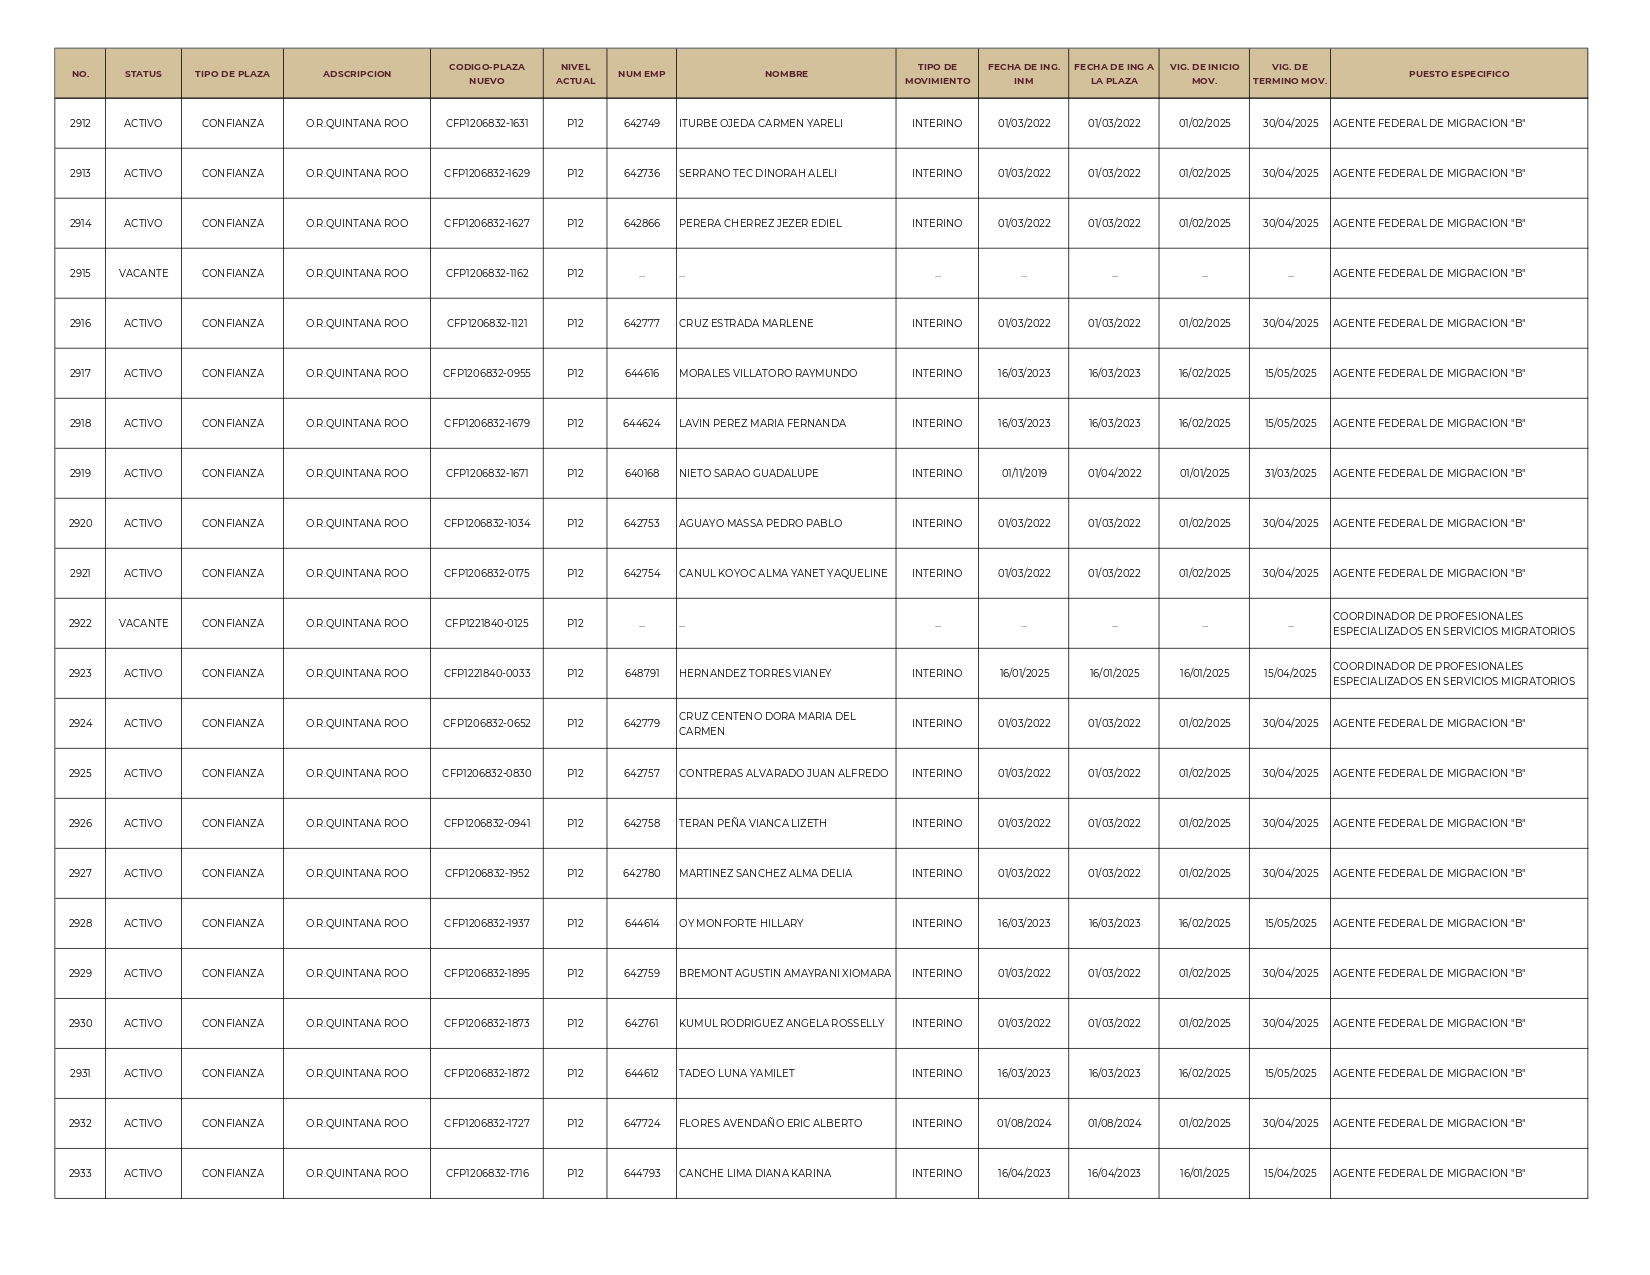 NO. STATUS TIPO DE PLAZA ADSCRIPCION CODIGO-PLAZA NUEVO NIVEL ACTUAL NUM EMP NOMBRE TIPO DE MOVIMIENTO FECHA DE ING. INM FECHA DE ING A LA PLAZA VIG. DE INICIO MOV. VIG. DE TERMINO MOV. PUESTO ESPECIFICO
2912 ACTIVO CONFIANZA O.R.QUINTANA ROO CFP1206832-1631 P12 642749 ITURBE OJEDA CARMEN YARELI INTERINO 01/03/2022 01/03/2022 01/02/2025 30/04/2025 AGENTE FEDERAL DE MIGRACION "B"
2913 ACTIVO CONFIANZA O.R.QUINTANA ROO CFP1206832-1629 P12 642736 SERRANO TEC DINORAH ALELI INTERINO 01/03/2022 01/03/2022 01/02/2025 30/04/2025 AGENTE FEDERAL DE MIGRACION "B"
2914 ACTIVO CONFIANZA O.R.QUINTANA ROO CFP1206832-1627 P12 642866 PERERA CHERREZ JEZER EDIEL INTERINO 01/03/2022 01/03/2022 01/02/2025 30/04/2025 AGENTE FEDERAL DE MIGRACION "B"
2915 VACANTE CONFIANZA O.R.QUINTANA ROO CFP1206832-1162 P12 ... ... ... ... ... ... ... AGENTE FEDERAL DE MIGRACION "B"
2916 ACTIVO CONFIANZA O.R.QUINTANA ROO CFP1206832-1121 P12 642777 CRUZ ESTRADA MARLENE INTERINO 01/03/2022 01/03/2022 01/02/2025 30/04/2025 AGENTE FEDERAL DE MIGRACION "B"
2917 ACTIVO CONFIANZA O.R.QUINTANA ROO CFP1206832-0955 P12 644616 MORALES VILLATORO RAYMUNDO INTERINO 16/03/2023 16/03/2023 16/02/2025 15/05/2025 AGENTE FEDERAL DE MIGRACION "B"
2918 ACTIVO CONFIANZA O.R.QUINTANA ROO CFP1206832-1679 P12 644624 LAVIN PEREZ MARIA FERNANDA INTERINO 16/03/2023 16/03/2023 16/02/2025 15/05/2025 AGENTE FEDERAL DE MIGRACION "B"
2919 ACTIVO CONFIANZA O.R.QUINTANA ROO CFP1206832-1671 P12 640168 NIETO SARAO GUADALUPE INTERINO 01/11/2019 01/04/2022 01/01/2025 31/03/2025 AGENTE FEDERAL DE MIGRACION "B"
2920 ACTIVO CONFIANZA O.R.QUINTANA ROO CFP1206832-1034 P12 642753 AGUAYO MASSA PEDRO PABLO INTERINO 01/03/2022 01/03/2022 01/02/2025 30/04/2025 AGENTE FEDERAL DE MIGRACION "B"
2921 ACTIVO CONFIANZA O.R.QUINTANA ROO CFP1206832-0175 P12 642754 CANUL KOYOC ALMA YANET YAQUELINE INTERINO 01/03/2022 01/03/2022 01/02/2025 30/04/2025 AGENTE FEDERAL DE MIGRACION "B"
2922 VACANTE CONFIANZA O.R.QUINTANA ROO CFP1221840-0125 P12 ... ... ... ... ... ... ... COORDINADOR DE PROFESIONALES ESPECIALIZADOS EN SERVICIOS MIGRATORIOS
2923 ACTIVO CONFIANZA O.R.QUINTANA ROO CFP1221840-0033 P12 648791 HERNANDEZ TORRES VIANEY INTERINO 16/01/2025 16/01/2025 16/01/2025 15/04/2025 COORDINADOR DE PROFESIONALES ESPECIALIZADOS EN SERVICIOS MIGRATORIOS
2924 ACTIVO CONFIANZA O.R.QUINTANA ROO CFP1206832-0652 P12 642779 CRUZ CENTENO DORA MARIA DEL CARMEN INTERINO 01/03/2022 01/03/2022 01/02/2025 30/04/2025 AGENTE FEDERAL DE MIGRACION "B"
2925 ACTIVO CONFIANZA O.R.QUINTANA ROO CFP1206832-0830 P12 642757 CONTRERAS ALVARADO JUAN ALFREDO INTERINO 01/03/2022 01/03/2022 01/02/2025 30/04/2025 AGENTE FEDERAL DE MIGRACION "B"
2926 ACTIVO CONFIANZA O.R.QUINTANA ROO CFP1206832-0941 P12 642758 TERAN PEÑA VIANCA LIZETH INTERINO 01/03/2022 01/03/2022 01/02/2025 30/04/2025 AGENTE FEDERAL DE MIGRACION "B"
2927 ACTIVO CONFIANZA O.R.QUINTANA ROO CFP1206832-1952 P12 642780 MARTINEZ SANCHEZ ALMA DELIA INTERINO 01/03/2022 01/03/2022 01/02/2025 30/04/2025 AGENTE FEDERAL DE MIGRACION "B"
2928 ACTIVO CONFIANZA O.R.QUINTANA ROO CFP1206832-1937 P12 644614 OY MONFORTE HILLARY INTERINO 16/03/2023 16/03/2023 16/02/2025 15/05/2025 AGENTE FEDERAL DE MIGRACION "B"
2929 ACTIVO CONFIANZA O.R.QUINTANA ROO CFP1206832-1895 P12 642759 BREMONT AGUSTIN AMAYRANI XIOMARA INTERINO 01/03/2022 01/03/2022 01/02/2025 30/04/2025 AGENTE FEDERAL DE MIGRACION "B"
2930 ACTIVO CONFIANZA O.R.QUINTANA ROO CFP1206832-1873 P12 642761 KUMUL RODRIGUEZ ANGELA ROSSELLY INTERINO 01/03/2022 01/03/2022 01/02/2025 30/04/2025 AGENTE FEDERAL DE MIGRACION "B"
2931 ACTIVO CONFIANZA O.R.QUINTANA ROO CFP1206832-1872 P12 644612 TADEO LUNA YAMILET INTERINO 16/03/2023 16/03/2023 16/02/2025 15/05/2025 AGENTE FEDERAL DE MIGRACION "B"
2932 ACTIVO CONFIANZA O.R.QUINTANA ROO CFP1206832-1727 P12 647724 FLORES AVENDAÑO ERIC ALBERTO INTERINO 01/08/2024 01/08/2024 01/02/2025 30/04/2025 AGENTE FEDERAL DE MIGRACION "B"
2933 ACTIVO CONFIANZA O.R.QUINTANA ROO CFP1206832-1716 P12 644793 CANCHE LIMA DIANA KARINA INTERINO 16/04/2023 16/04/2023 16/01/2025 15/04/2025 AGENTE FEDERAL DE MIGRACION "B"